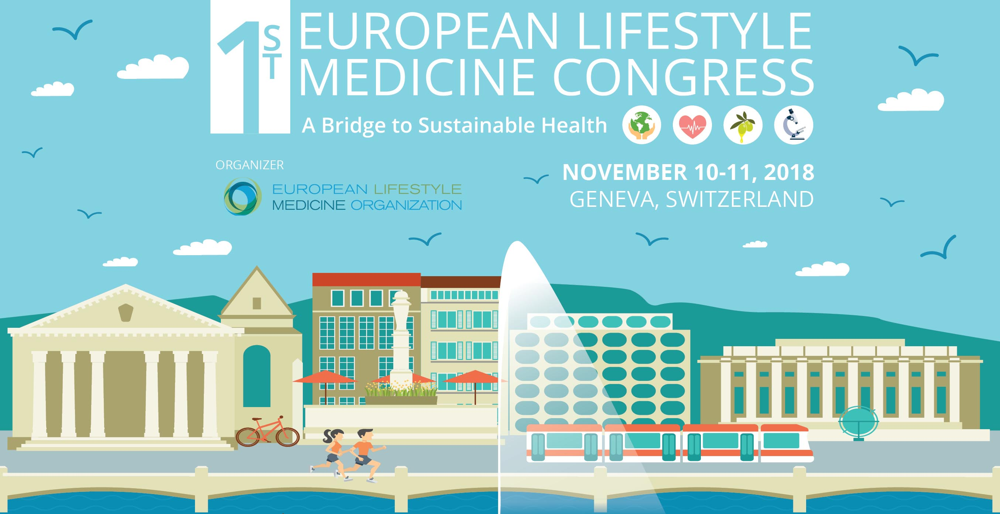 1ST
EUROPEAN LIFESTYLE
MEDICINE CONGRESS
A Bridge to Sustainable Health
ORGANIZER
EUROPEAN LIFESTYLE
MEDICINE ORGANIZATION
NOVEMBER 10-11, 2018
GENEVA, SWITZERLAND